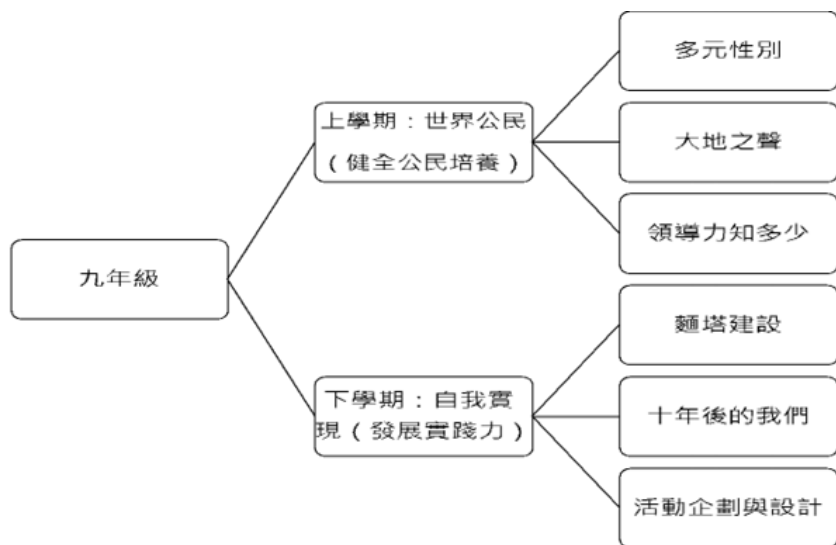 九年級
上學期：世界公民
（健全公民培養）
多元性別
大地之聲
領導力知多少
下學期：自我實
現（發展實踐力）
麵塔建設
十年後的我們
活動企劃與設計